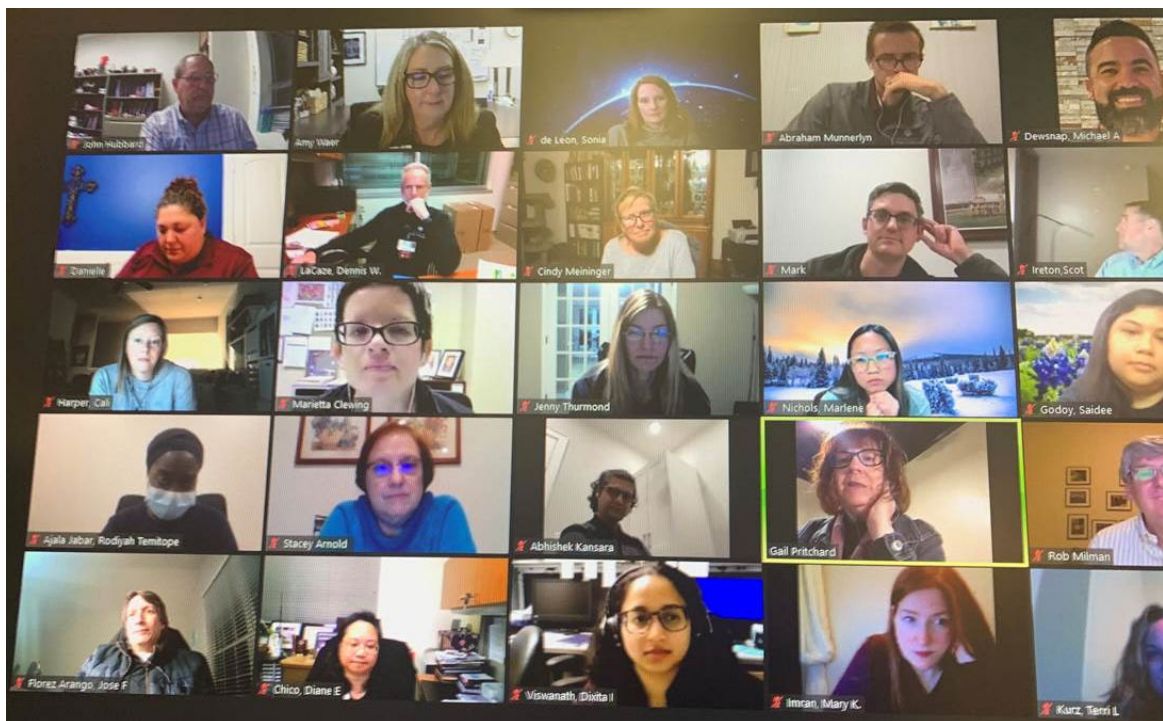 John Hubbard
Amy Waer
de Leon, Sonia
Abraham Munnerlyn
Dewsnap, Michael A
Danielle
LaCaze, Dennis W.
Cindy Meininger
Mark
Ireton,Scot
Harper, Cali
Marietta Clewing
Jenny Thurmond
Nichols, Marlene
Godoy, Saidee
Ajala Jabar, Rodiyah Temitope
Stacey Arnold
Abhishek Kansara
Gail Pritchard
Rob Milman
Florez Arango, Jose F
Chico, Diane E
Viswanath, Dixita I
Imran, Mary K.
Kurz, Terri L